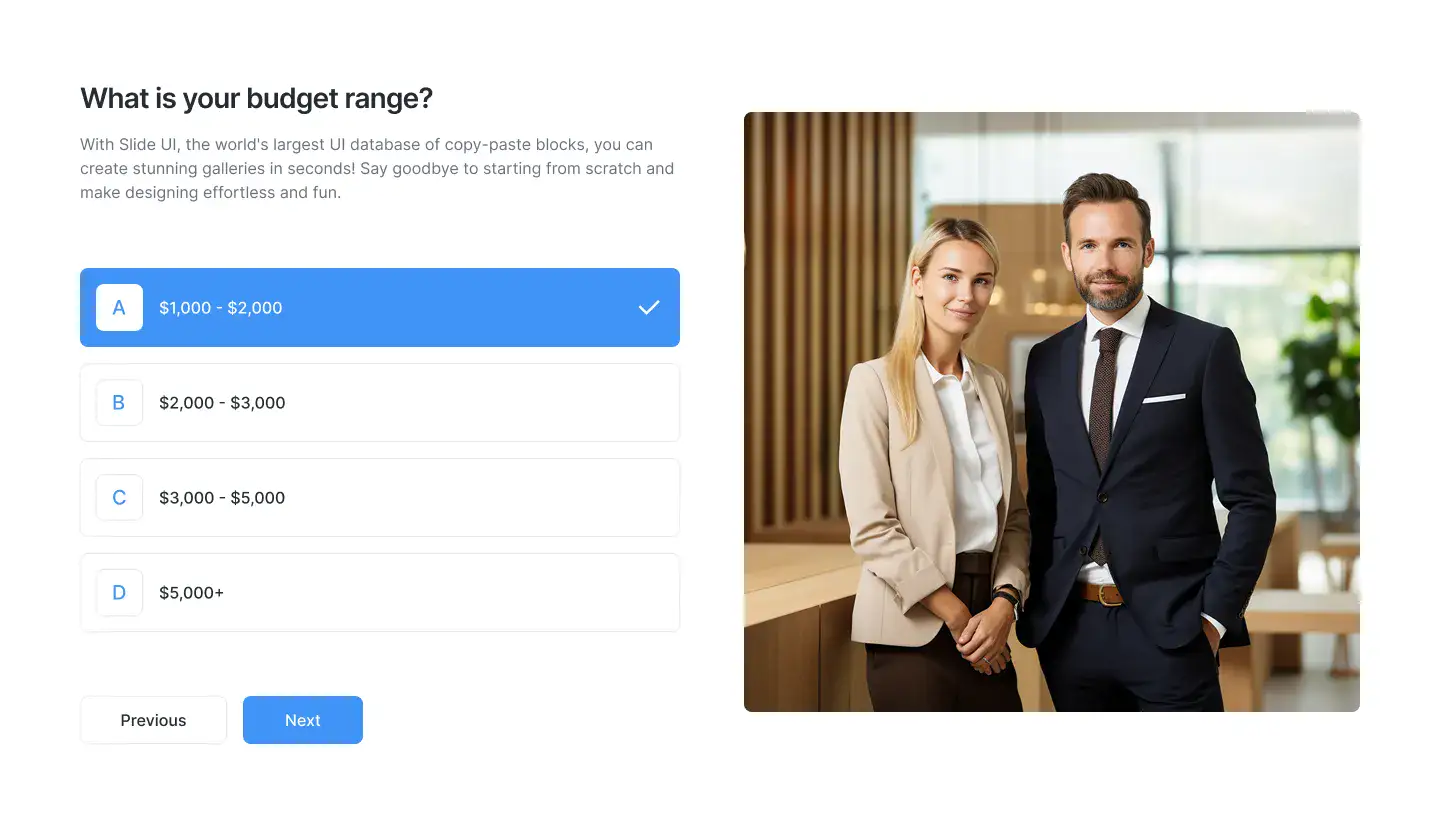 What is your budget range?
With Slide UI, the world's largest UI database of copy-paste blocks, you can
create stunning galleries in seconds! Say goodbye to starting from scratch and
make designing effortless and fun.
A $1,000 - $2,000
B $2,000 - $3,000
C $3,000 - $5,000
D $5,000+
Previous Next